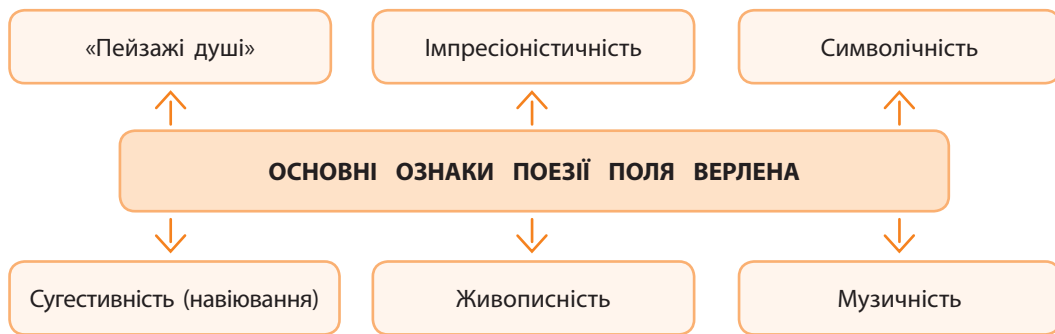 «Пейзажі душі»
Імпресіоністичність
Символічність
ОСНОВНІ ОЗНАКИ ПОЕЗІЇ ПОЛЯ ВЕРЛЕНА
Сугестивність (навіювання)
Живописність
Музичність